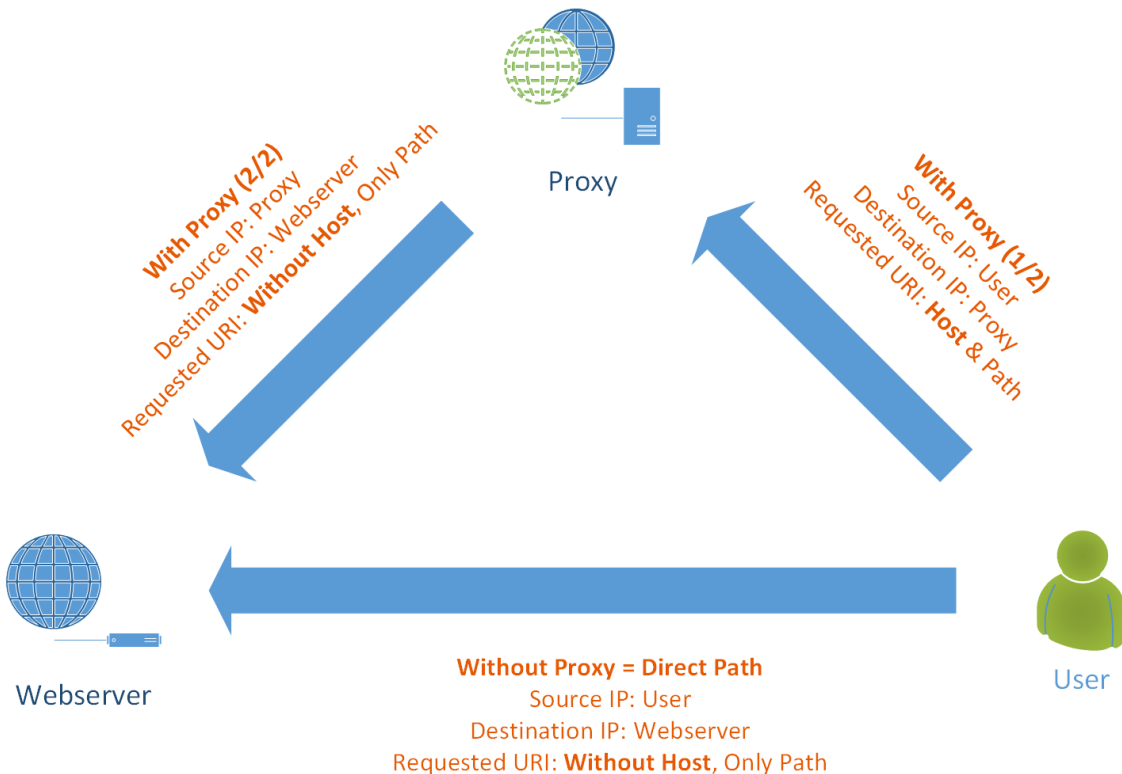 Proxy
With Proxy (2/2)
Source IP: Proxy
Destination IP: Webserver
Requested URI: Without Host, Only Path
With Proxy (1/2)
Source IP: User
Destination IP: Proxy
Requested URI: Host & Path
Webserver
User
Without Proxy = Direct Path
Source IP: User
Destination IP: Webserver
Requested URI: Without Host, Only Path